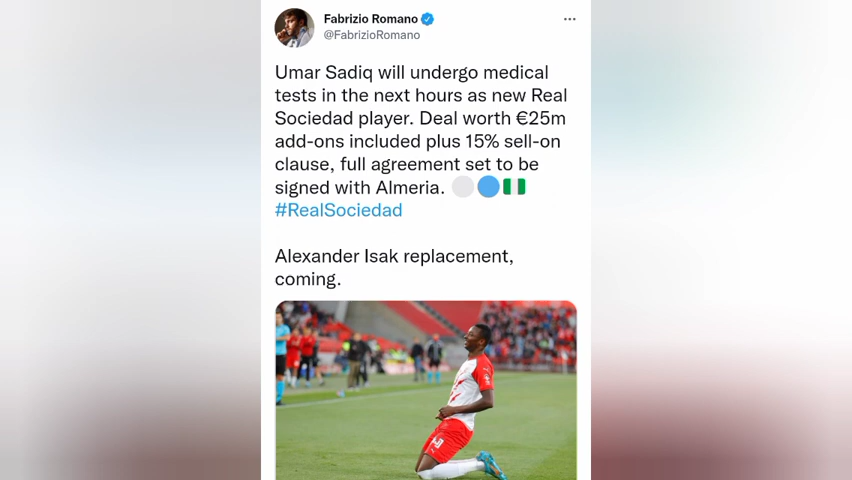 Fabrizio Romano
@FabrizioRomano
Umar Sadiq will undergo medical
tests in the next hours as new Real
Sociedad player. Deal worth €25m
add-ons included plus 15% sell-on
clause, full agreement set to be
signed with Almeria. ⚪🔵🇳🇬
#RealSociedad
Alexander Isak replacement,
coming.